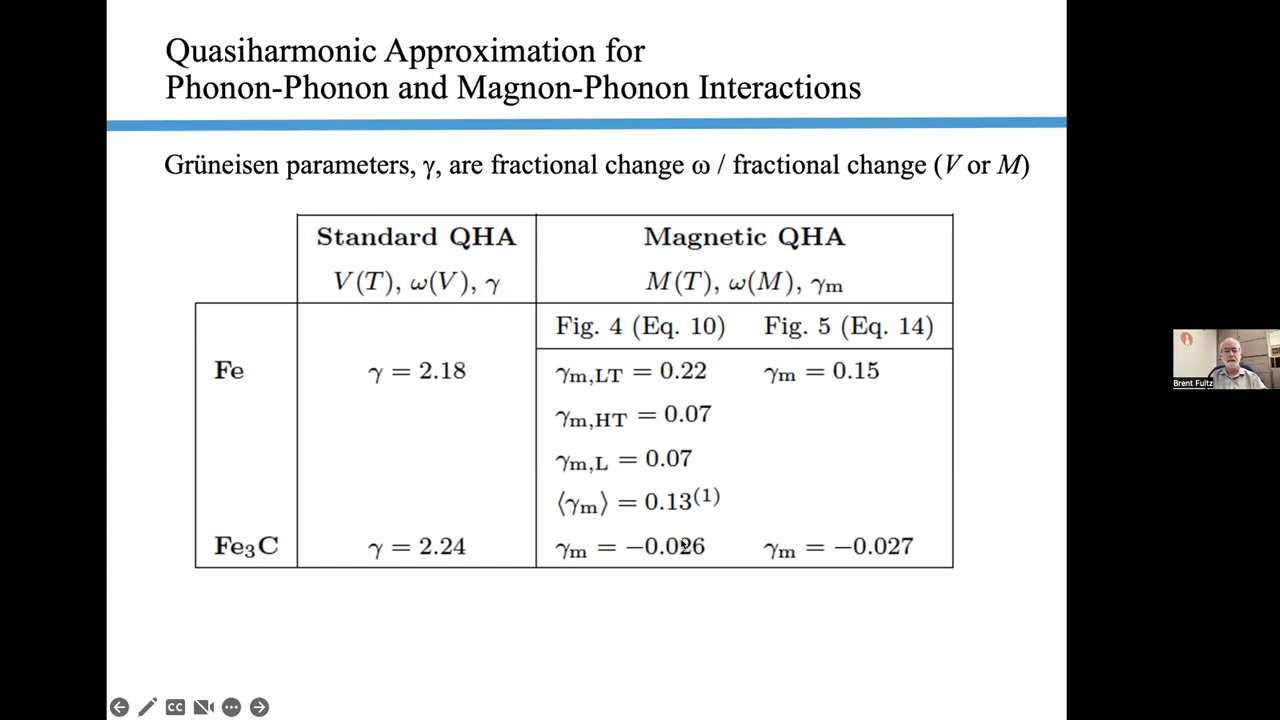 Quasiharmonic Approximation for
Phonon-Phonon and Magnon-Phonon Interactions
Grüneisen parameters, γ, are fractional change ω / fractional change (V or M)
Standard QHA Magnetic QHA
V(T), ω(V), γ M(T), ω(M), γm
Fig. 4 (Eq. 10) Fig. 5 (Eq. 14)
Fe γ = 2.18 γm,LT = 0.22 γm = 0.15
γm,HT = 0.07
γm,L = 0.07
⟨γm⟩ = 0.13(1)
Fe3C γ = 2.24 γm = −0.026 γm = −0.027
Brent Fultz
CC